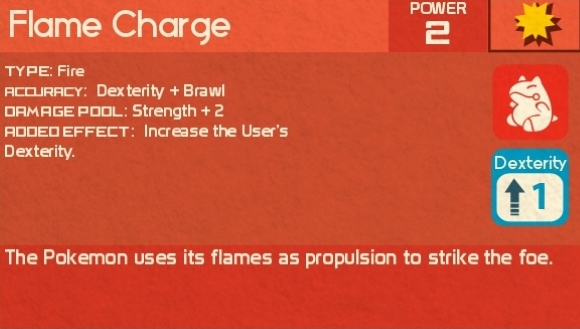 Flame Charge
POWER
2
TYPE: Fire
ACCURACY: Dexterity + Brawl
DAMAGE POOL: Strength + 2
ADDED EFFECT: Increase the User's
Dexterity.
Dexterity
1
The Pokemon uses its flames as propulsion to strike the foe.